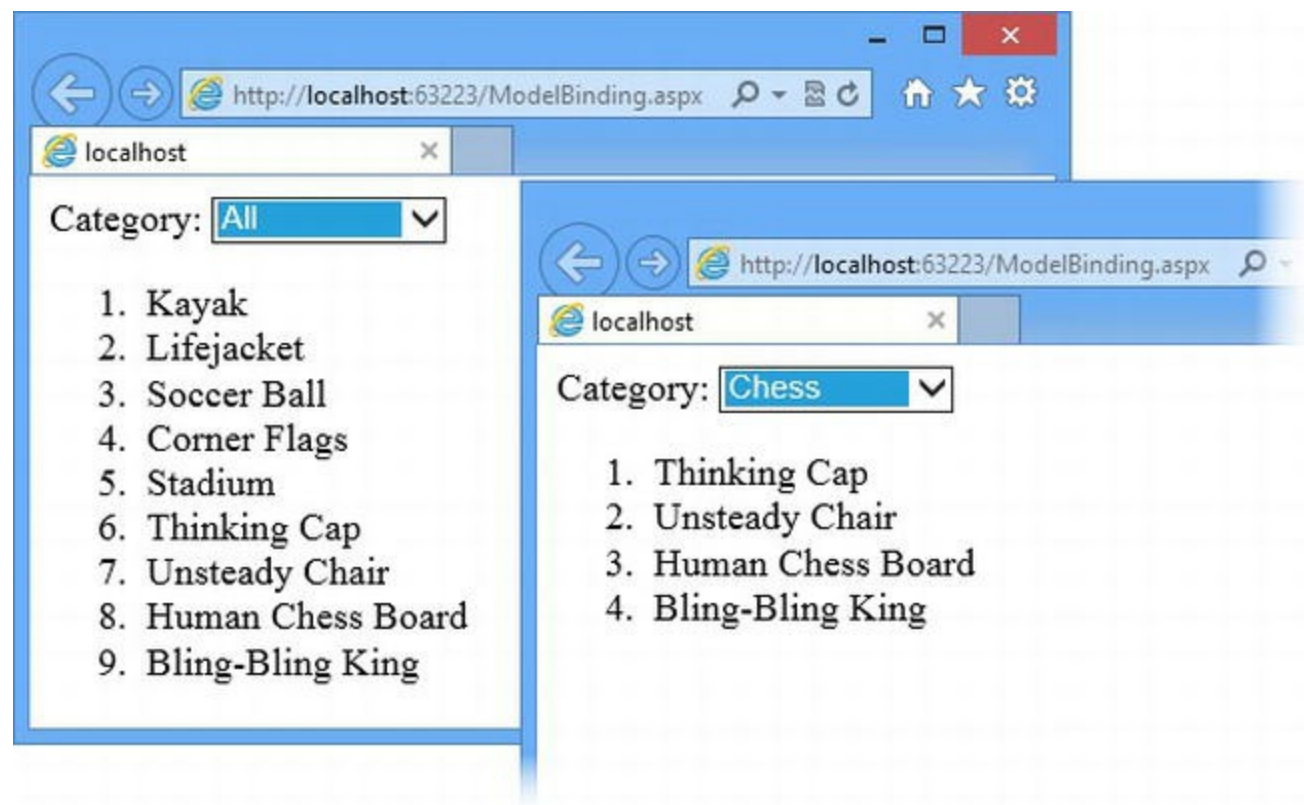 http://localhost:63223/ModelBinding.aspx
localhost
Category: All
1. Kayak
2. Lifejacket
3. Soccer Ball
4. Corner Flags
5. Stadium
6. Thinking Cap
7. Unsteady Chair
8. Human Chess Board
9. Bling-Bling King
http://localhost:63223/ModelBinding.aspx
localhost
Category: Chess
1. Thinking Cap
2. Unsteady Chair
3. Human Chess Board
4. Bling-Bling King